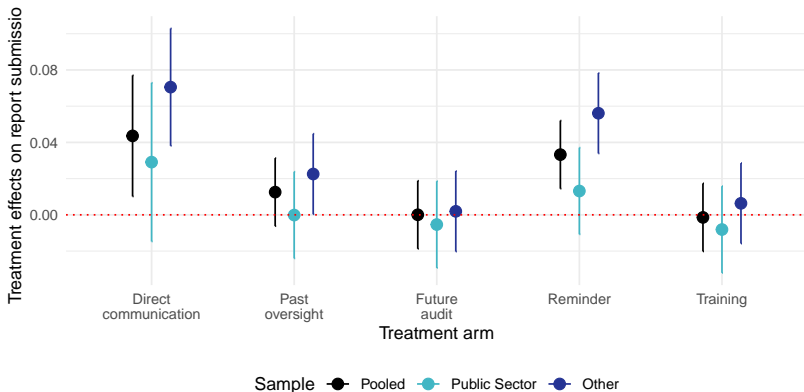 Treatment effects on report submissio
0.08
0.04
0.00
Direct
communication
Past
oversight
Future
audit
Reminder
Training
Treatment arm
Sample Pooled Public Sector Other